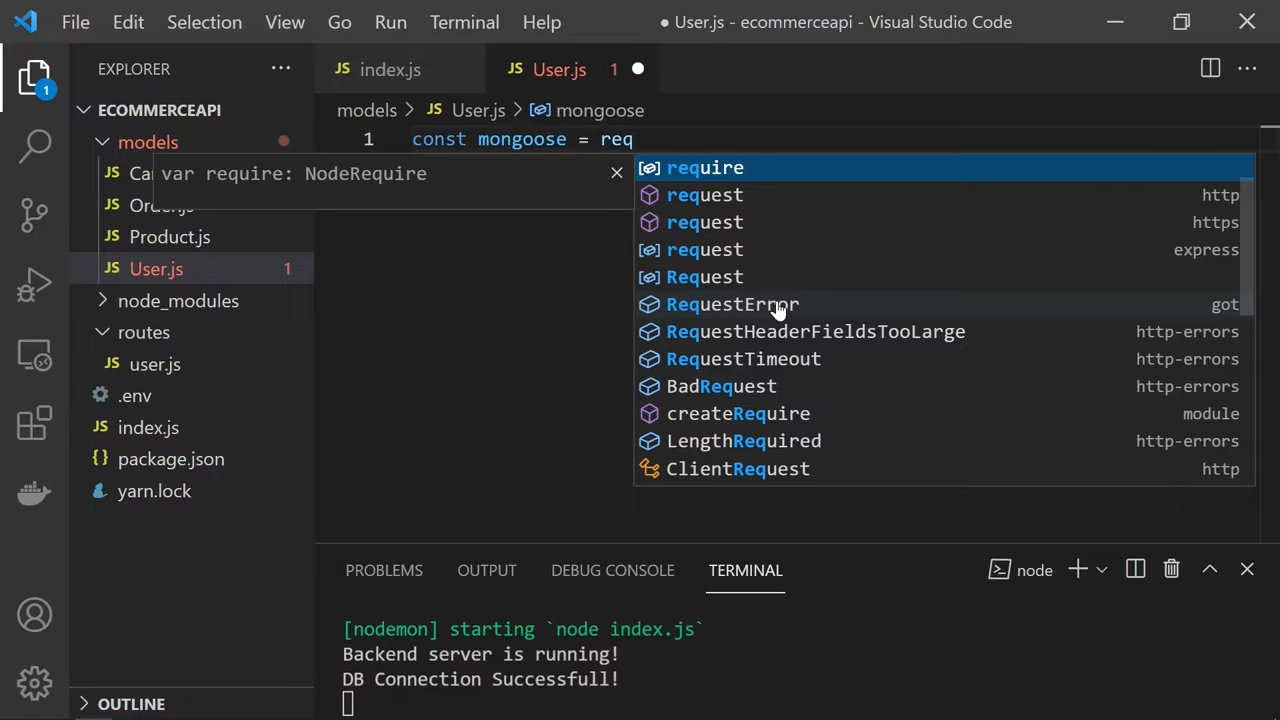 File Edit Selection View Go Run Terminal Help
● User.js - ecommerceapi - Visual Studio Code
1
EXPLORER
JS index.js
JS User.js 1
ECOMMERCEAPI
models > JS User.js > mongoose
models
1 const mongoose = req
JS
var require: NodeRequire
JS
JS Product.js
JS User.js 1
node_modules
routes
JS user.js
.env
JS index.js
{} package.json
yarn.lock
OUTLINE
require
request http
request https
request express
Request
RequestError got
RequestHeaderFieldsTooLarge http-errors
RequestTimeout http-errors
BadRequest http-errors
createRequire module
LengthRequired http-errors
ClientRequest http
PROBLEMS OUTPUT DEBUG CONSOLE TERMINAL
node
[nodemon] starting `node index.js`
Backend server is running!
DB Connection Successfull!